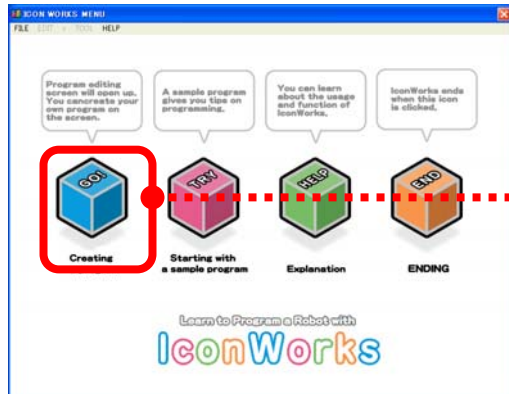 ICON WORKS MENU
FILE EDIT TOOL HELP
Program editing
screen will open up.
You cancreate your
own program on
the screen.
A sample program
gives you tips on
programming.
You can learn
about the usage
and function of
IconWorks.
IconWorks ends
when this icon
is clicked.
GO!
TRY
HELP
END
Creating
Starting with
a sample program
Explanation
ENDING
Learn to Program a Robot with
IconWorks